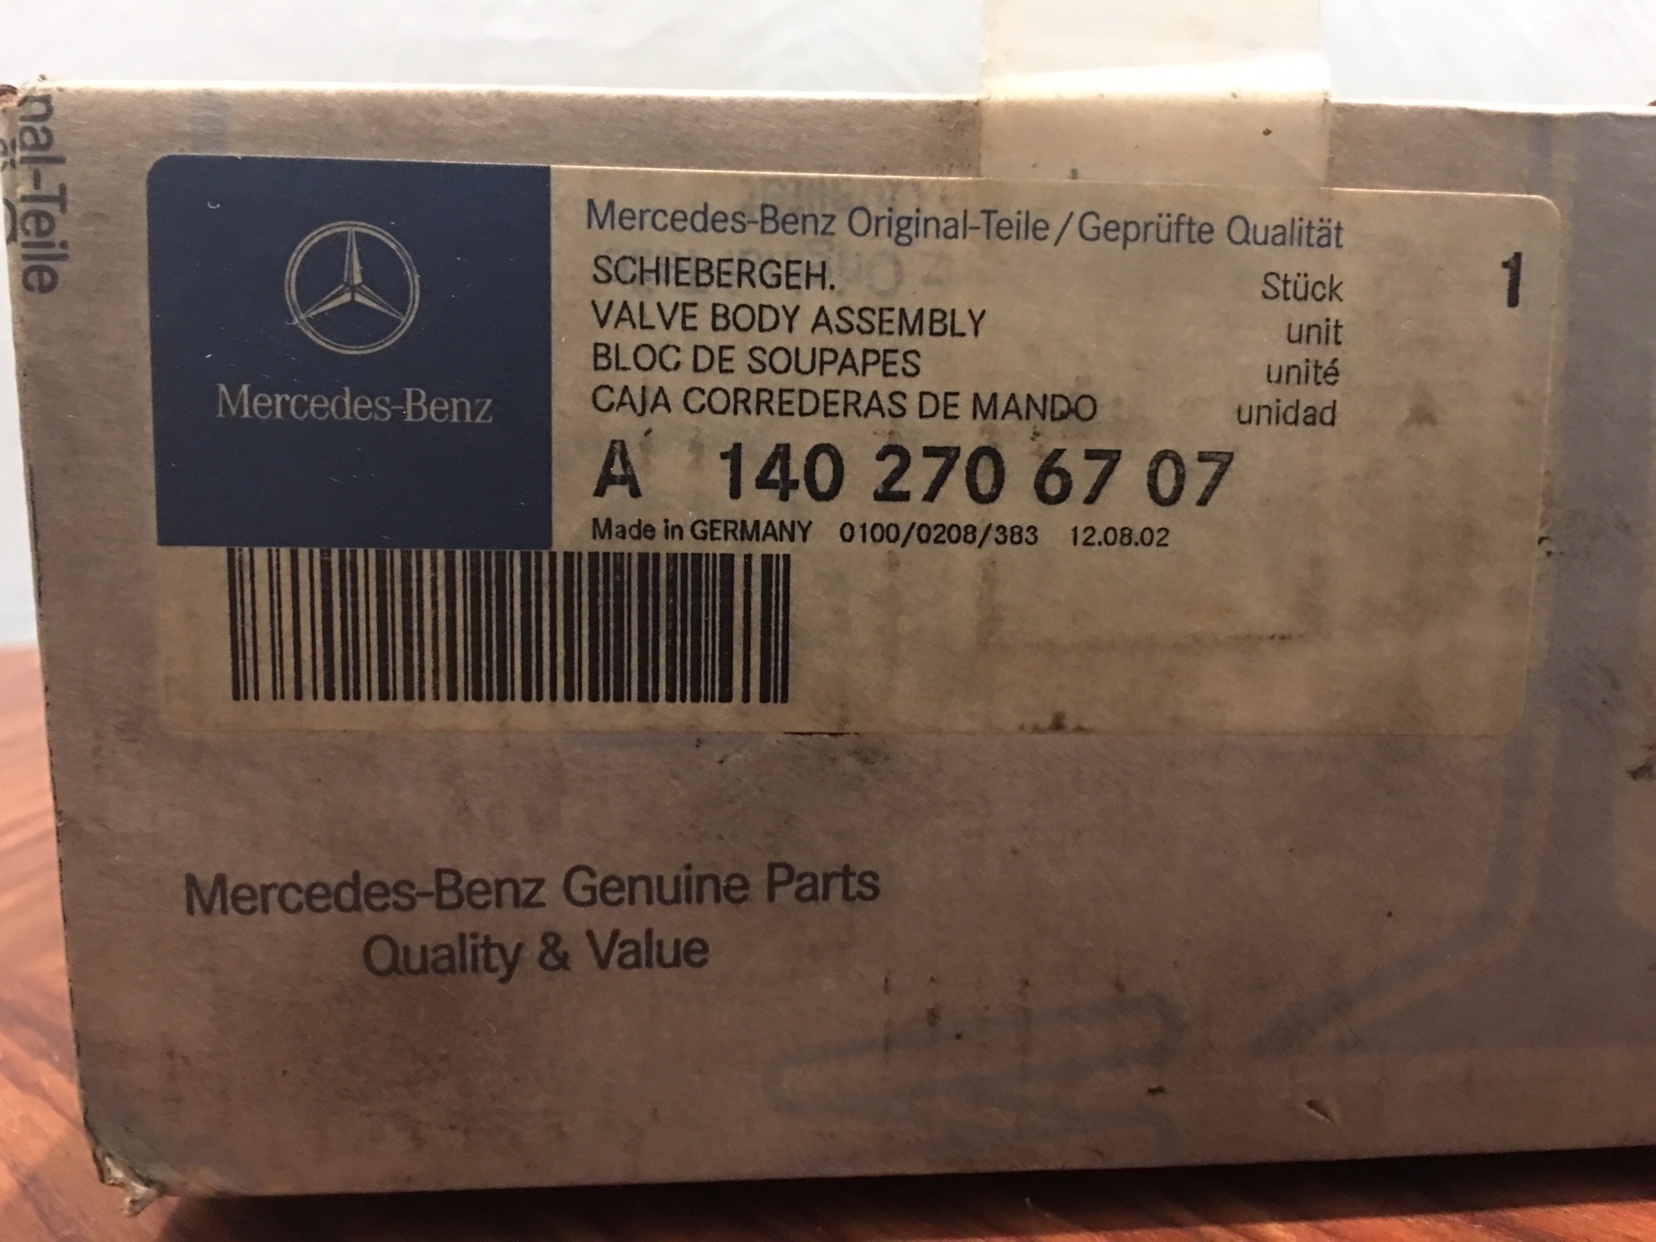 nal-Teile
Mercedes-Benz
Mercedes-Benz Original-Teile/Geprüfte Qualität
SCHIEBERGEH. Stück 1
VALVE BODY ASSEMBLY unit
BLOC DE SOUPAPES unité
CAJA CORREDERAS DE MANDO unidad
A 140 270 67 07
Made in GERMANY 0100/0208/383 12.08.02
Mercedes-Benz Genuine Parts
Quality & Value